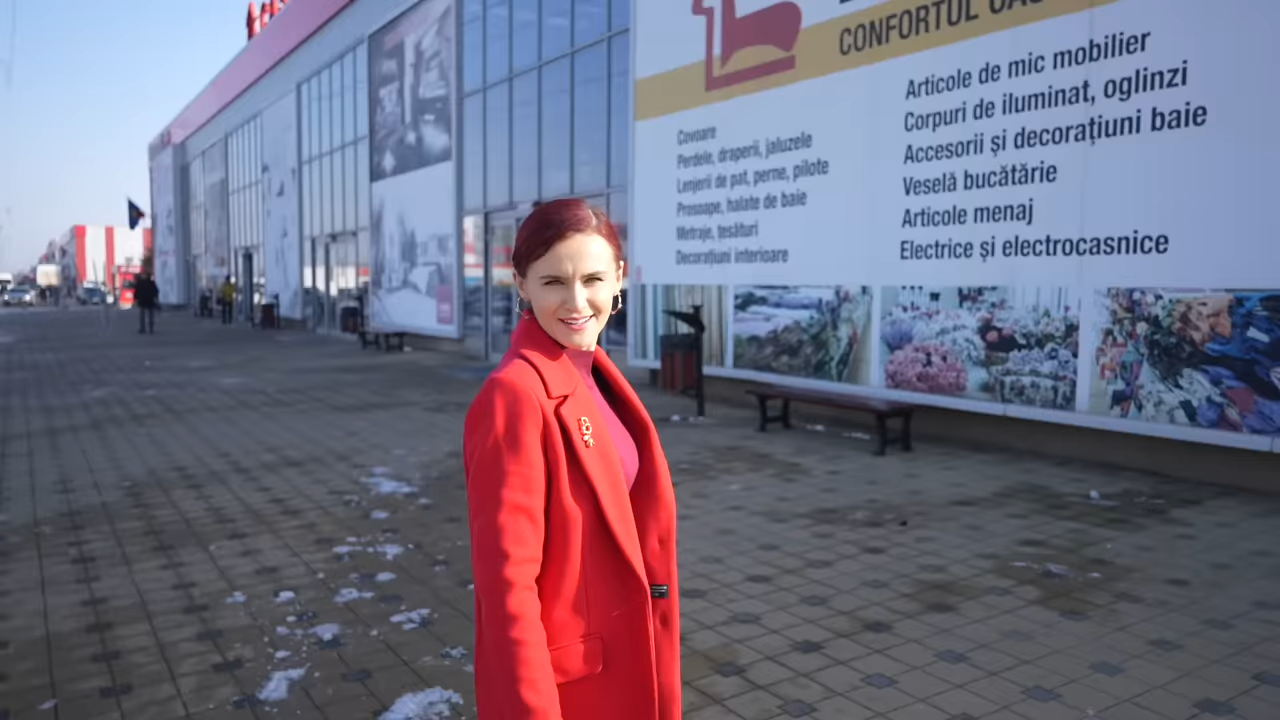 CONFORTUL
Covoare
Perdele, draperii, jaluzele
Lenjerii de pat, perne, pilote
Prosoape, halate de baie
Metraje, țesături
Decorațiuni interioare
Articole de mic mobilier
Corpuri de iluminat, oglinzi
Accesorii și decorațiuni baie
Veselă bucătărie
Articole menaj
Electrice și electrocasnice